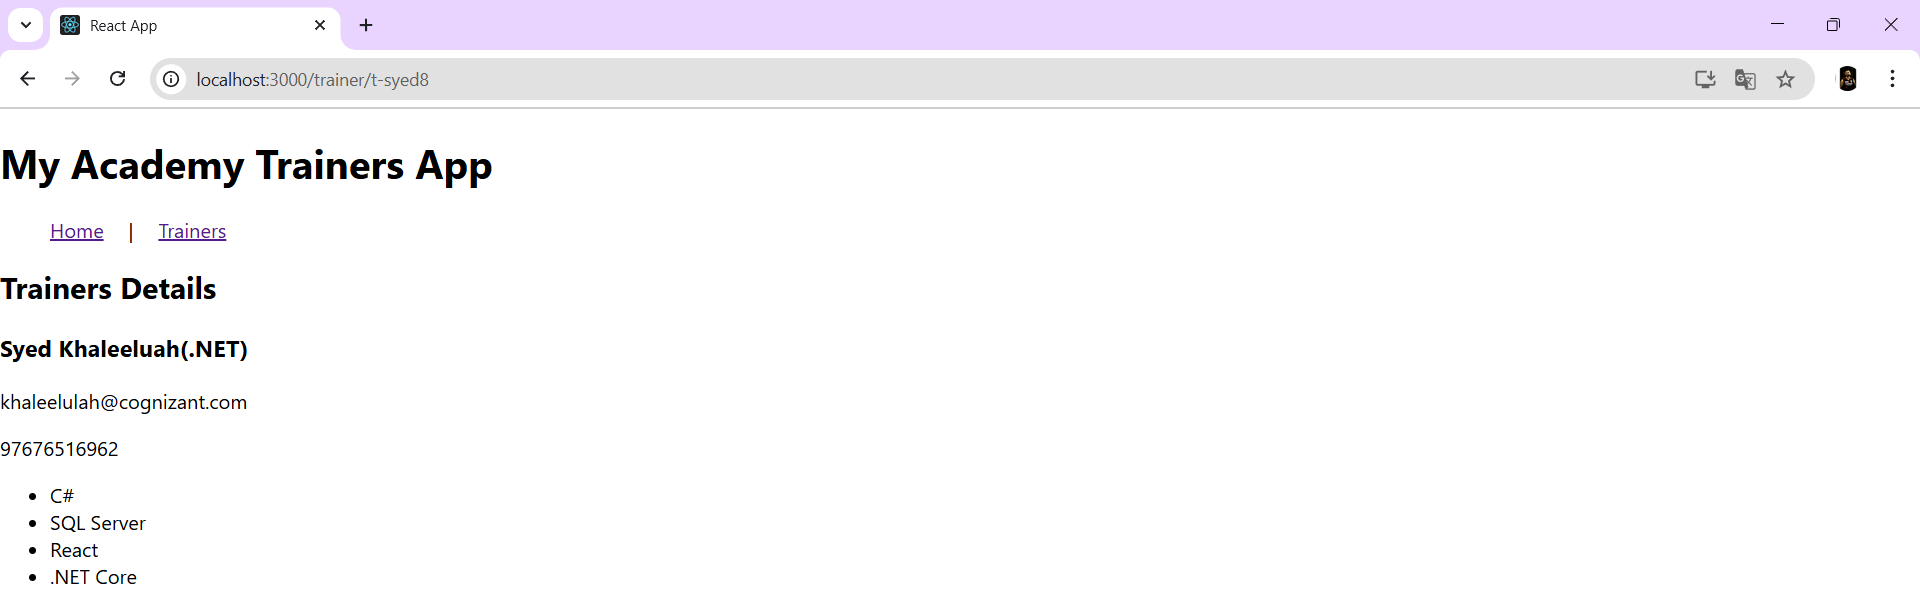 React App
localhost:3000/trainer/t-syed8
My Academy Trainers App
Home | Trainers
Trainers Details
Syed Khaleeluah(.NET)
khaleelulah@cognizant.com
97676516962
C#
SQL Server
React
.NET Core